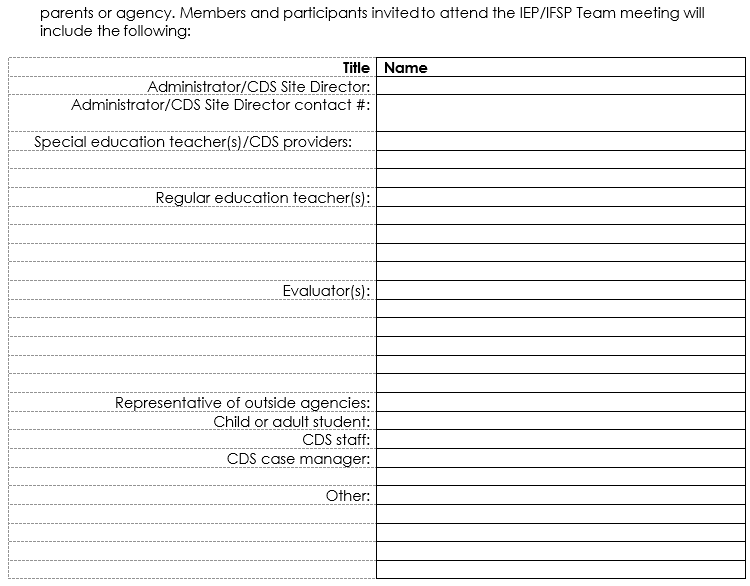 parents or agency. Members and participants invited to attend the IEP/IFSP Team meeting will
include the following:
Title Name
Administrator/CDS Site Director:
Administrator/CDS Site Director contact #:
Special education teacher(s)/CDS providers:
Regular education teacher(s):
Evaluator(s):
Representative of outside agencies:
Child or adult student:
CDS staff:
CDS case manager:
Other: